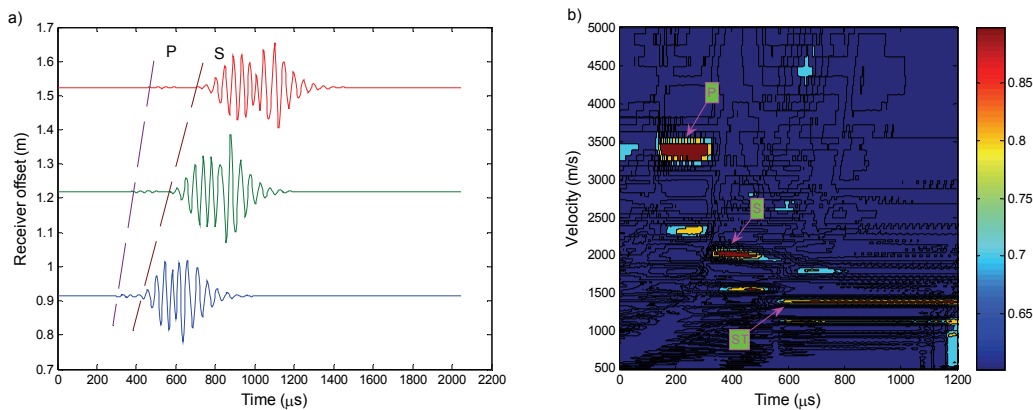 a)
1.7
1.6
1.5
1.4
1.3
1.2
1.1
1
0.9
0.8
0.7
Receiver offset (m)
P
S
0 200 400 600 800 1000 1200 1400 1600 1800 2000 2200
Time (μs)
b)
5000
4500
4000
3500
3000
2500
2000
1500
1000
500
Velocity (m/s)
P
S
ST
0 200 400 600 800 1000 1200
Time (μs)
0.85
0.8
0.75
0.7
0.65